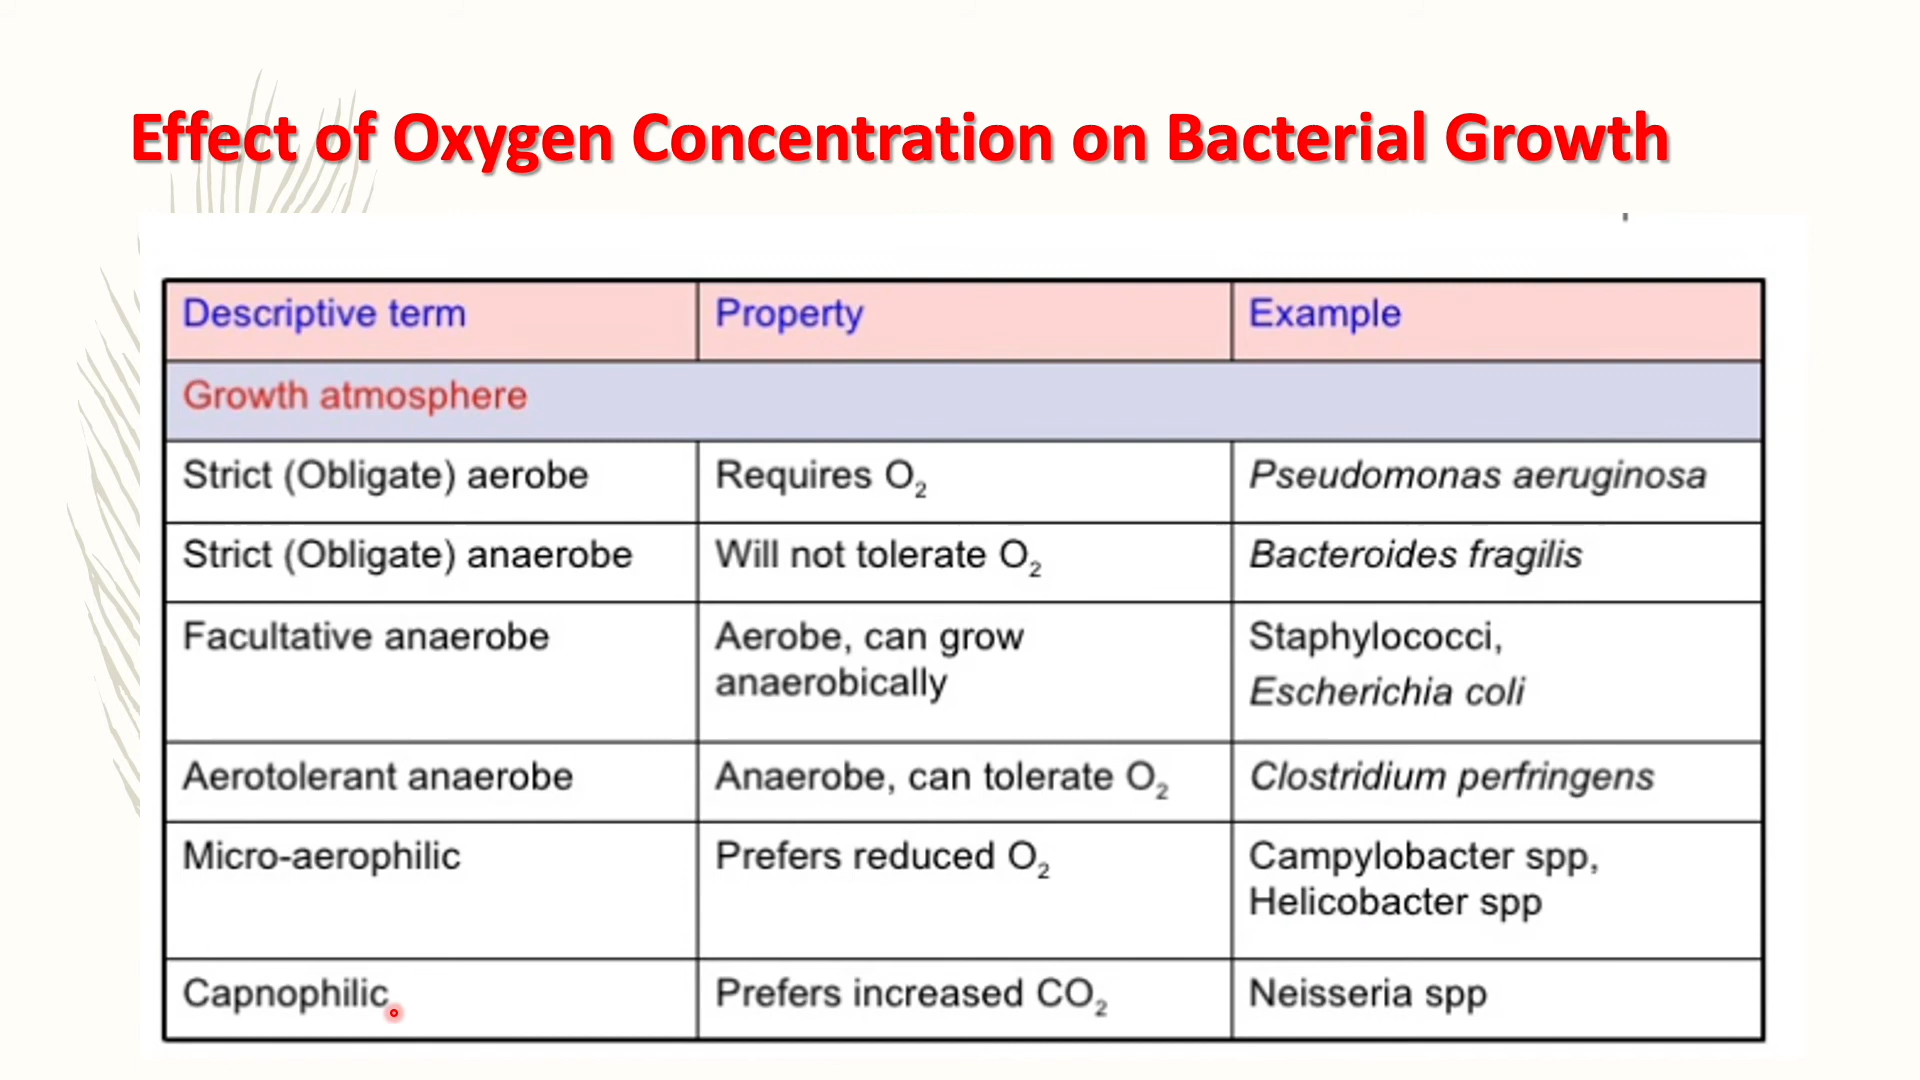 Effect of Oxygen Concentration on Bacterial Growth
Descriptive term
Property
Example
Growth atmosphere
Strict (Obligate) aerobe
Requires O₂
Pseudomonas aeruginosa
Strict (Obligate) anaerobe
Will not tolerate O₂
Bacteroides fragilis
Facultative anaerobe
Aerobe, can grow
anaerobically
Staphylococci,
Escherichia coli
Aerotolerant anaerobe
Anaerobe, can tolerate O₂
Clostridium perfringens
Micro-aerophilic
Prefers reduced O₂
Campylobacter spp,
Helicobacter spp
Capnophilic
Prefers increased CO₂
Neisseria spp